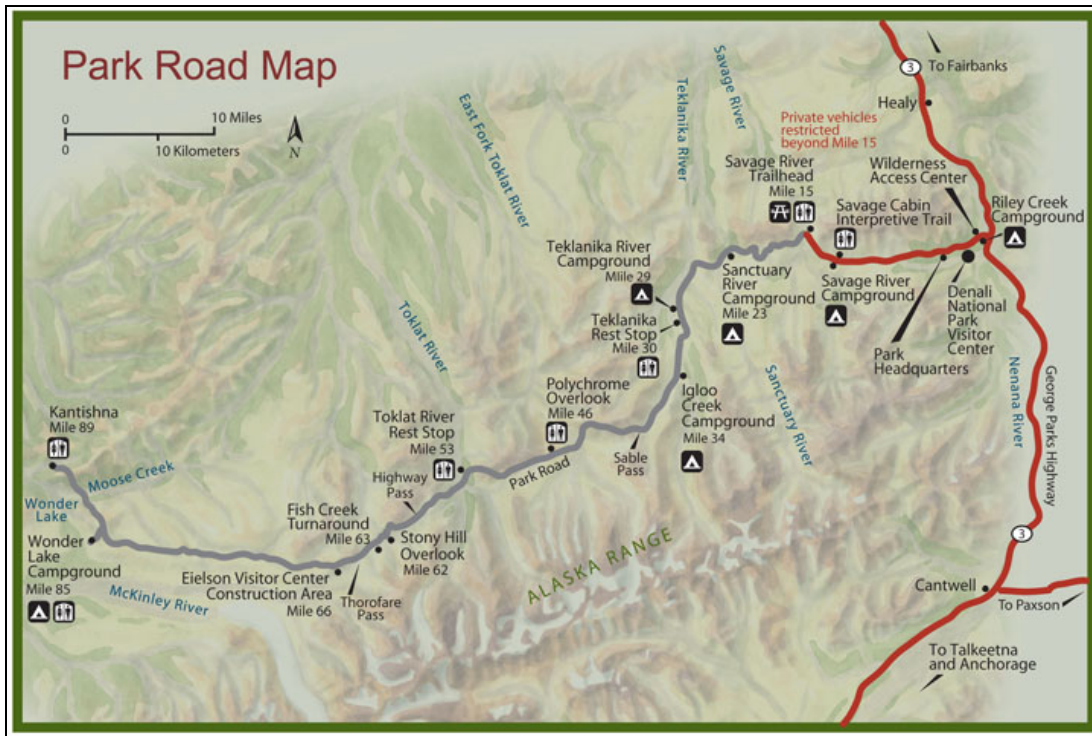 Park Road Map
0 10 Miles
0 10 Kilometers
N
East Fork Toklat River
Teklanika River
Savage River
3
To Fairbanks
Healy
Private vehicles
restricted
beyond Mile 15
Savage River
Trailhead
Mile 15
Wilderness
Access Center
Savage Cabin
Interpretive Trail
Riley Creek
Campground
Teklanika River
Campground
Mile 29
Sanctuary
River
Campground
Mile 23
Savage River
Campground
Denali
National
Park
Visitor
Center
Park
Headquarters
Teklanika
Rest Stop
Mile 30
Toklat River
Polychrome
Overlook
Mile 46
Igloo
Creek
Campground
Mile 34
Sanctuary River
Nenana River
George Parks Highway
Kantishna
Mile 89
Toklat River
Rest Stop
Mile 53
Sable
Pass
Park Road
Moose Creek
Highway
Pass
Wonder
Lake
Fish Creek
Turnaround
Mile 63
Stony Hill
Overlook
Mile 62
Wonder
Lake
Campground
Mile 85
Eielson Visitor Center
Construction Area
Mile 66
Thorofare
Pass
McKinley River
ALASKA RANGE
3
Cantwell
To Paxson
To Talkeetna
and Anchorage